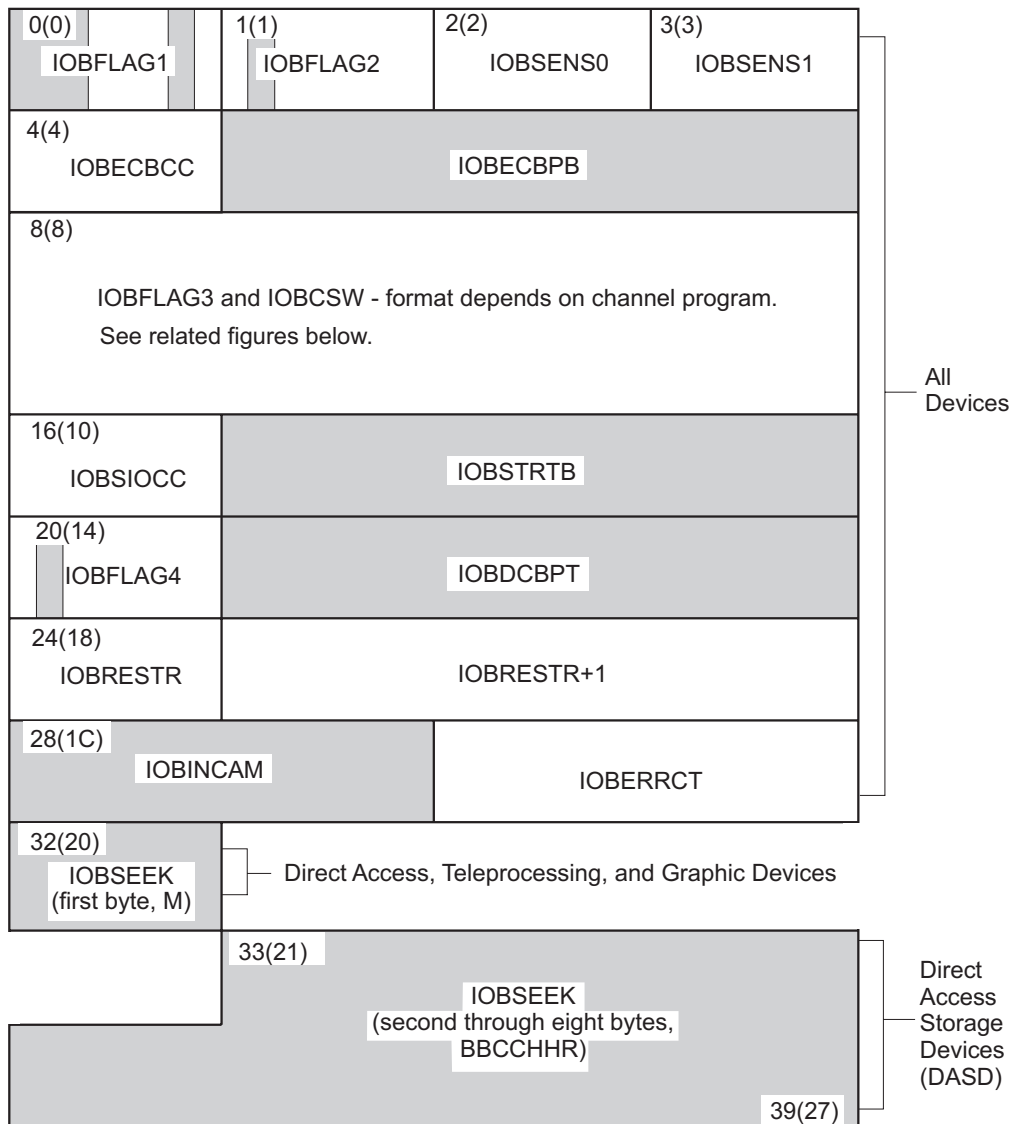 0(0)
IOBFLAG1
1(1)
IOBFLAG2
2(2)
IOBSENS0
3(3)
IOBSENS1
4(4)
IOBECBCC
IOBECBPB
8(8)
IOBFLAG3 and IOBCSW - format depends on channel program.
See related figures below.
All
Devices
16(10)
IOBSIOCC
IOBSTRTB
20(14)
IOBFLAG4
IOBDCBPT
24(18)
IOBRESTR
IOBRESTR+1
28(1C)
IOBINCAM
IOBERRCT
32(20)
IOBSEEK
(first byte, M)
Direct Access, Teleprocessing, and Graphic Devices
33(21)
IOBSEEK
(second through eight bytes,
BBCCHHR)
39(27)
Direct
Access
Storage
Devices
(DASD)